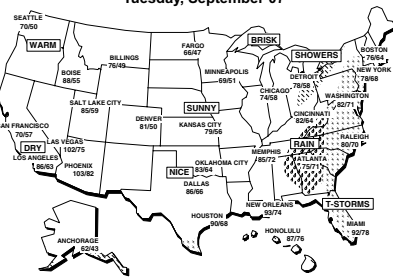 Tuesday, September 07
SEATTLE
70/50
WARM
BRISK
FARGO
66/47
SHOWERS
BOSTON
76/64
BILLINGS
76/49
BOISE
88/55
MINNEAPOLIS
69/51
DETROIT
78/58
NEW YORK
78/68
CHICAGO
74/58
WASHINGTON
82/71
SALT LAKE CITY
85/59
SUNNY
DENVER
81/50
KANSAS CITY
79/56
CINCINNATI
82/64
SAN FRANCISCO
70/57
LAS VEGAS
102/75
RALEIGH
80/70
DRY
RAIN
MEMPHIS
85/72
LOS ANGELES
86/63
PHOENIX
103/82
OKLAHOMA CITY
83/64
ATLANTA
75/71
NICE
DALLAS
86/66
NEW ORLEANS
93/74
T-STORMS
HOUSTON
90/68
MIAMI
92/78
HONOLULU
87/76
ANCHORAGE
62/43